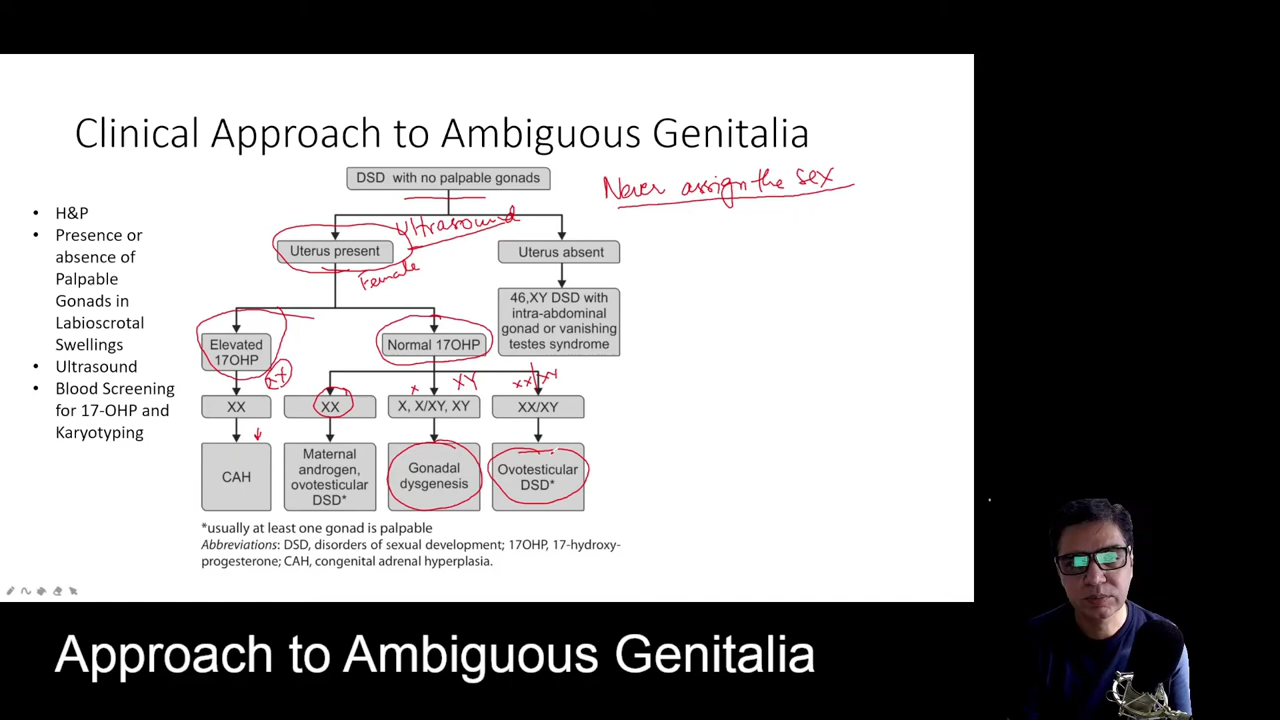 Clinical Approach to Ambiguous Genitalia
DSD with no palpable gonads
Never assign the sex
• H&P
• Presence or
absence of
Palpable
Gonads in
Labioscrotal
Swellings
• Ultrasound
• Blood Screening
for 17-OHP and
Karyotyping
Ultrasound
Uterus present
Uterus absent
Female
46,XY DSD with
intra-abdominal
gonad or vanishing
testes syndrome
Elevated
17OHP
Normal 17OHP
x XY xx/XY
XX
XX
X, X/XY, XY
XX/XY
CAH
Maternal
androgen,
ovotesticular
DSD*
Gonadal
dysgenesis
Ovotesticular
DSD*
*usually at least one gonad is palpable
Abbreviations: DSD, disorders of sexual development; 17OHP, 17-hydroxy-
progesterone; CAH, congenital adrenal hyperplasia.
Approach to Ambiguous Genitalia